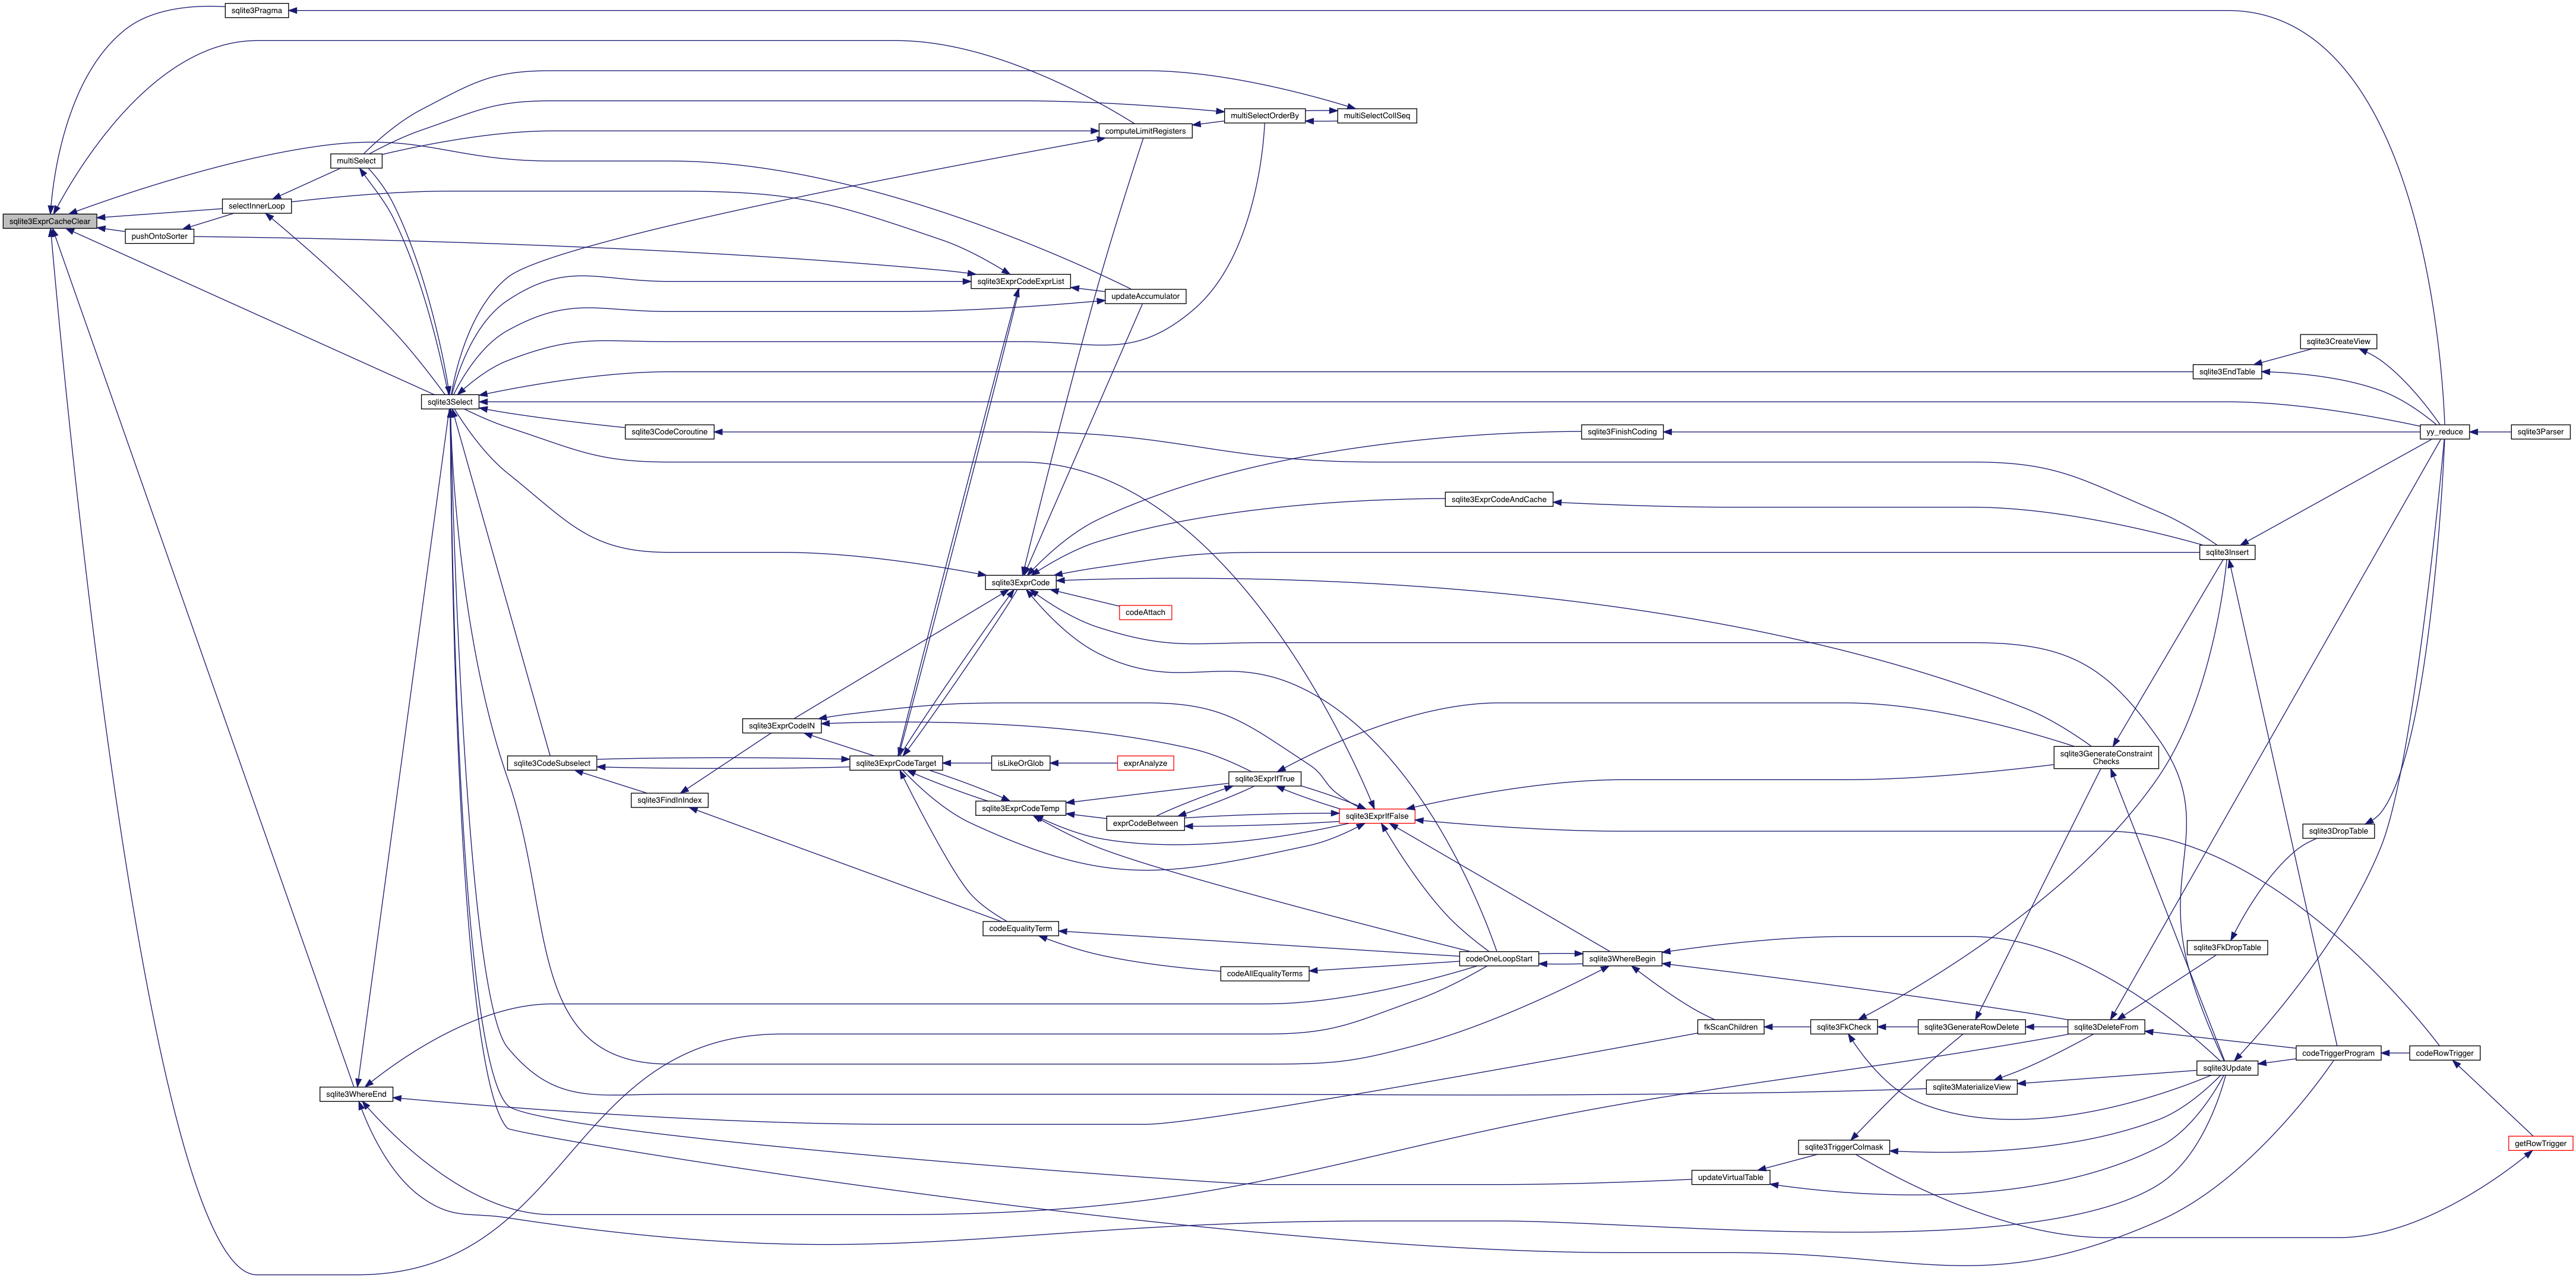 sqlite3Pragma
multiSelectOrderBy
multiSelectCollSeq
computeLimitRegisters
multiSelect
selectInnerLoop
sqlite3ExprCacheClear
pushOntoSorter
sqlite3ExprCodeExprList
updateAccumulator
sqlite3CreateView
sqlite3EndTable
sqlite3Select
sqlite3CodeCoroutine
sqlite3FinishCoding
yy_reduce
sqlite3Parser
sqlite3ExprCodeAndCache
sqlite3Insert
sqlite3ExprCode
codeAttach
sqlite3ExprCodeIN
sqlite3GenerateConstraint
Checks
sqlite3CodeSubselect
sqlite3ExprCodeTarget
isLikeOrGlob
exprAnalyze
sqlite3ExprIfTrue
sqlite3FindInIndex
sqlite3ExprCodeTemp
exprCodeBetween
sqlite3ExprIfFalse
sqlite3DropTable
codeEqualityTerm
sqlite3FkDropTable
codeOneLoopStart
sqlite3WhereBegin
codeAllEqualityTerms
fkScanChildren
sqlite3FkCheck
sqlite3GenerateRowDelete
sqlite3DeleteFrom
codeTriggerProgram
codeRowTrigger
sqlite3Update
sqlite3MaterializeView
sqlite3WhereEnd
getRowTrigger
sqlite3TriggerColmask
updateVirtualTable